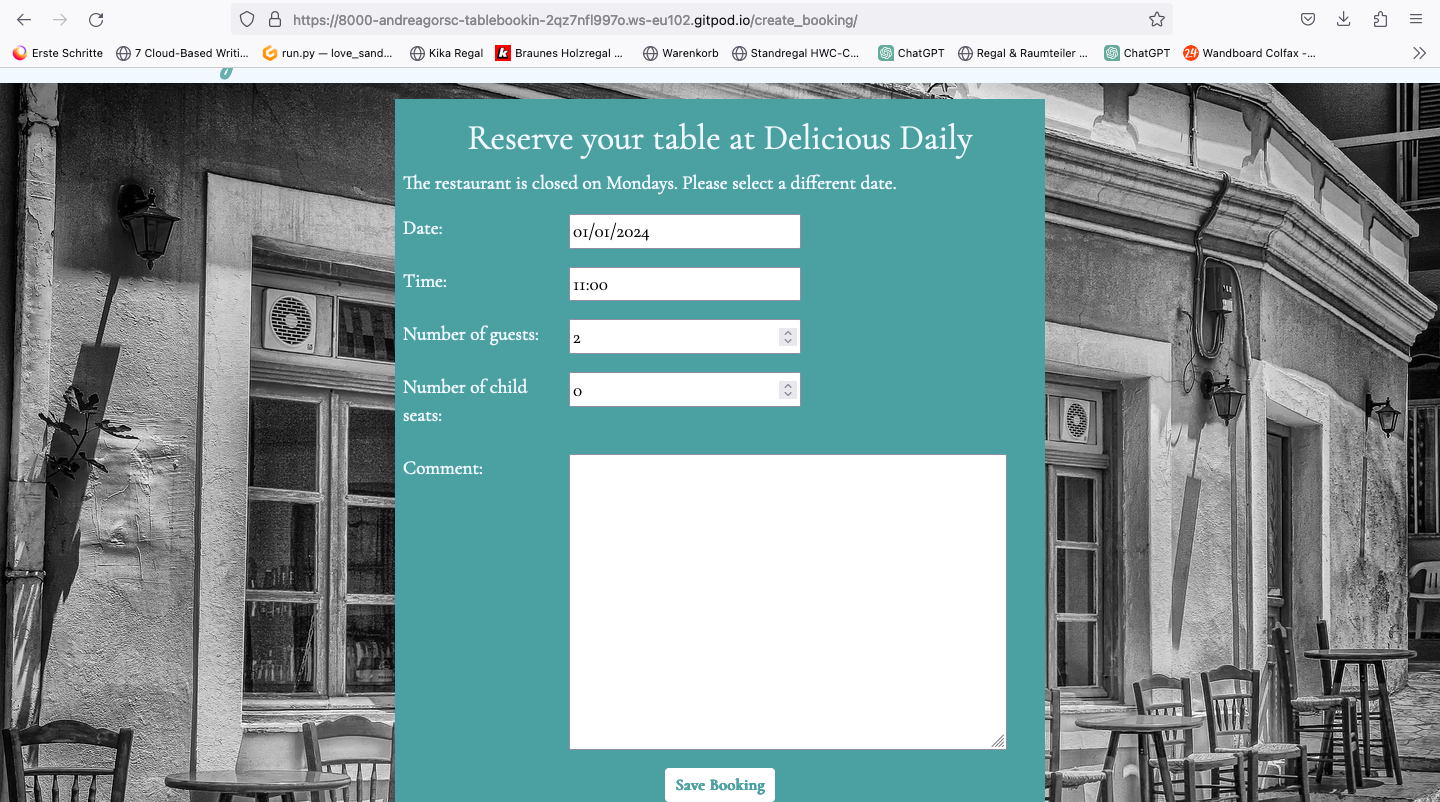 https://8000-andreagorsc-tablebookin-2qz7nfl997o.ws-eu102.gitpod.io/create_booking/
Erste Schritte 7 Cloud-Based Writi... run.py — love_sand... Kika Regal k Braunes Holzregal ... Warenkorb Standregal HWC-C... ChatGPT Regal & Raumteiler ... ChatGPT 24 Wandboard Colfax -...
Reserve your table at Delicious Daily
The restaurant is closed on Mondays. Please select a different date.
Date: 01/01/2024
Time: 11:00
Number of guests: 2
Number of child 0
seats:
Comment:
Save Booking